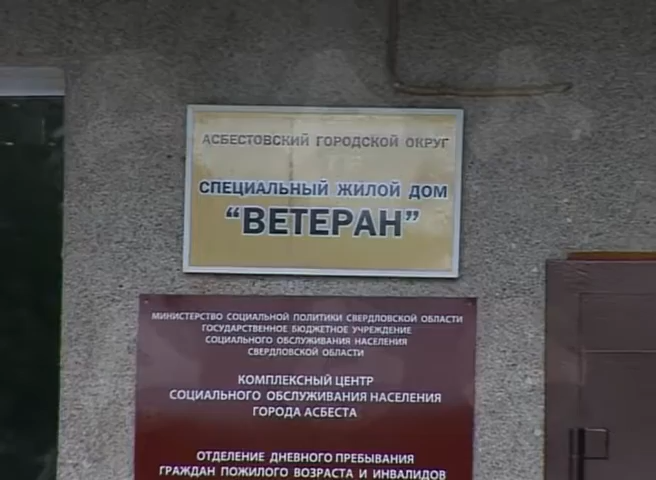 АСБЕСТОВСКИЙ ГОРОДСКОЙ ОКРУГ
СПЕЦИАЛЬНЫЙ ЖИЛОЙ ДОМ
“ВЕТЕРАН”
МИНИСТЕРСТВО СОЦИАЛЬНОЙ ПОЛИТИКИ СВЕРДЛОВСКОЙ ОБЛАСТИ
ГОСУДАРСТВЕННОЕ БЮДЖЕТНОЕ УЧРЕЖДЕНИЕ
СОЦИАЛЬНОГО ОБСЛУЖИВАНИЯ НАСЕЛЕНИЯ
СВЕРДЛОВСКОЙ ОБЛАСТИ
КОМПЛЕКСНЫЙ ЦЕНТР
СОЦИАЛЬНОГО ОБСЛУЖИВАНИЯ НАСЕЛЕНИЯ
ГОРОДА АСБЕСТА
ОТДЕЛЕНИЕ ДНЕВНОГО ПРЕБЫВАНИЯ
ГРАЖДАН ПОЖИЛОГО ВОЗРАСТА И ИНВАЛИДОВ